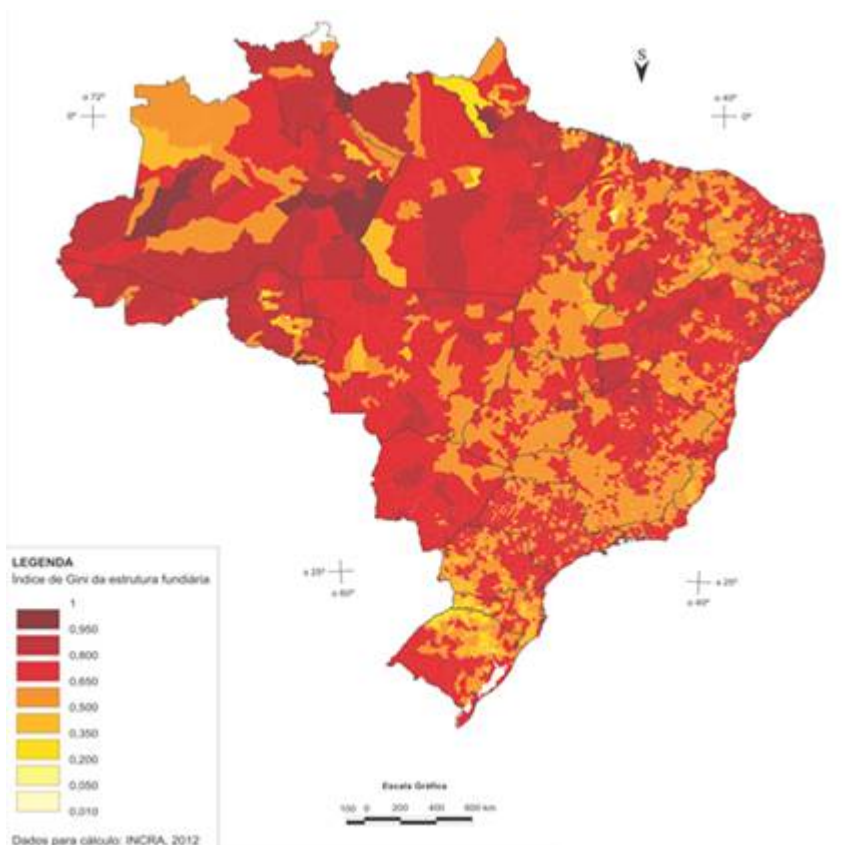 S
o 72°
0°
o 40°
0°
o 25°
o 60°
o 25°
o 40°
LEGENDA
Índice de Gini da estrutura fundiária
1
0,950
0,800
0,650
0,500
0,350
0,200
0,050
0,010
Dados para cálculo: INCRA, 2012
Escala Gráfica
100 0 200 400 600 km